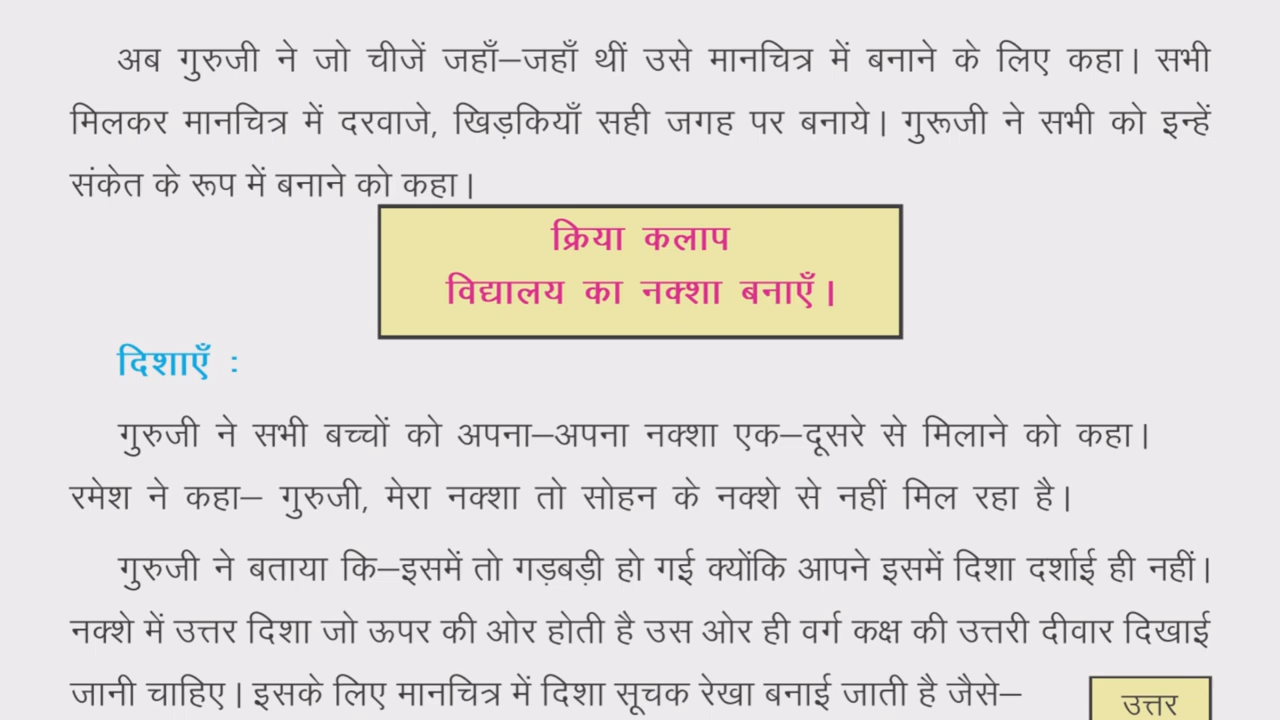 अब गुरुजी ने जो चीजें जहाँ–जहाँ थीं उसे मानचित्र में बनाने के लिए कहा। सभी
मिलकर मानचित्र में दरवाजे, खिड़कियाँ सही जगह पर बनाये। गुरूजी ने सभी को इन्हें
संकेत के रूप में बनाने को कहा।
क्रिया कलाप
विद्यालय का नक्शा बनाएँ।
दिशाएँ :
गुरुजी ने सभी बच्चों को अपना–अपना नक्शा एक–दूसरे से मिलाने को कहा।
रमेश ने कहा– गुरुजी, मेरा नक्शा तो सोहन के नक्शे से नहीं मिल रहा है।
गुरुजी ने बताया कि–इसमें तो गड़बड़ी हो गई क्योंकि आपने इसमें दिशा दर्शाई ही नहीं।
नक्शे में उत्तर दिशा जो ऊपर की ओर होती है उस ओर ही वर्ग कक्ष की उत्तरी दीवार दिखाई
जानी चाहिए। इसके लिए मानचित्र में दिशा सूचक रेखा बनाई जाती है जैसे–
उत्तर